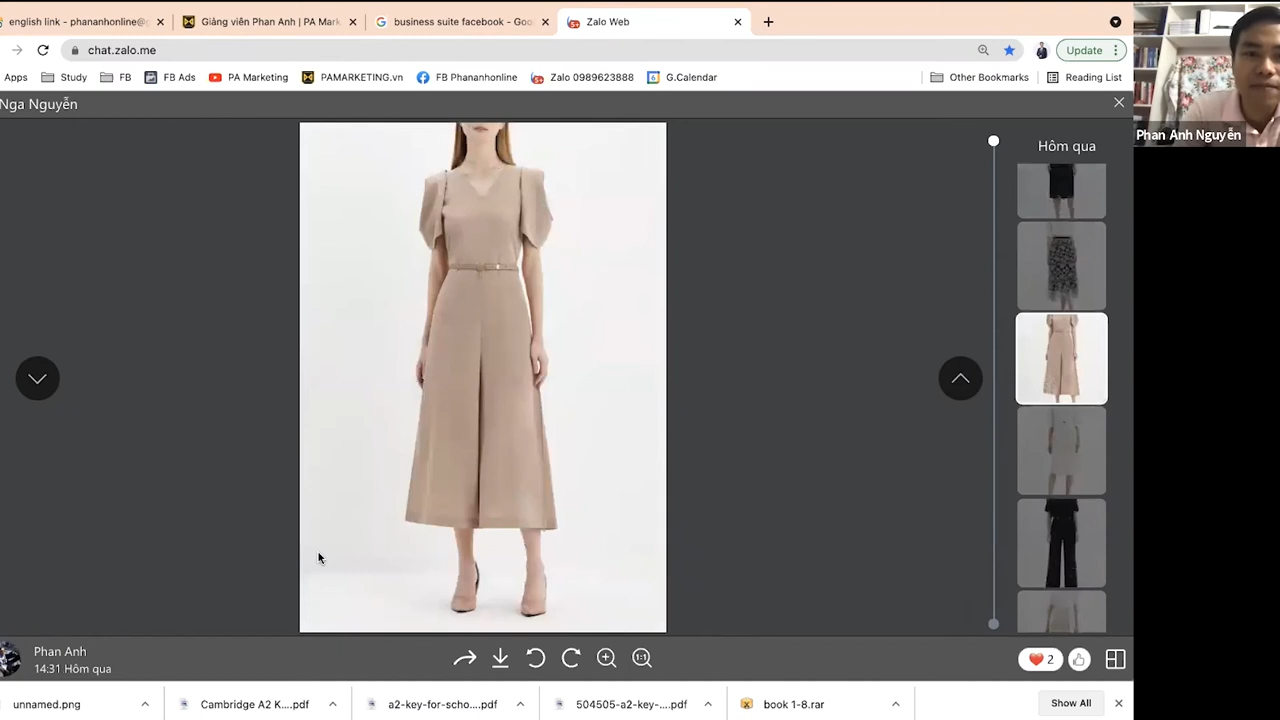 english link - phananhonline@g
Giảng viên Phan Anh | PA Mark
business suite facebook - Goo
Zalo Web
chat.zalo.me
Update
Apps
Study
FB
FB Ads
PA Marketing
PAMARKETING.vn
FB Phananhonline
Zalo 0989623888
G.Calendar
Other Bookmarks
Reading List
Nga Nguyễn
Phan Anh Nguyễn
Hôm qua
Phan Anh
14:31 Hôm qua
1:1
2
unnamed.png
Cambridge A2 K....pdf
a2-key-for-scho....pdf
504505-a2-key-....pdf
book 1-8.rar
Show All